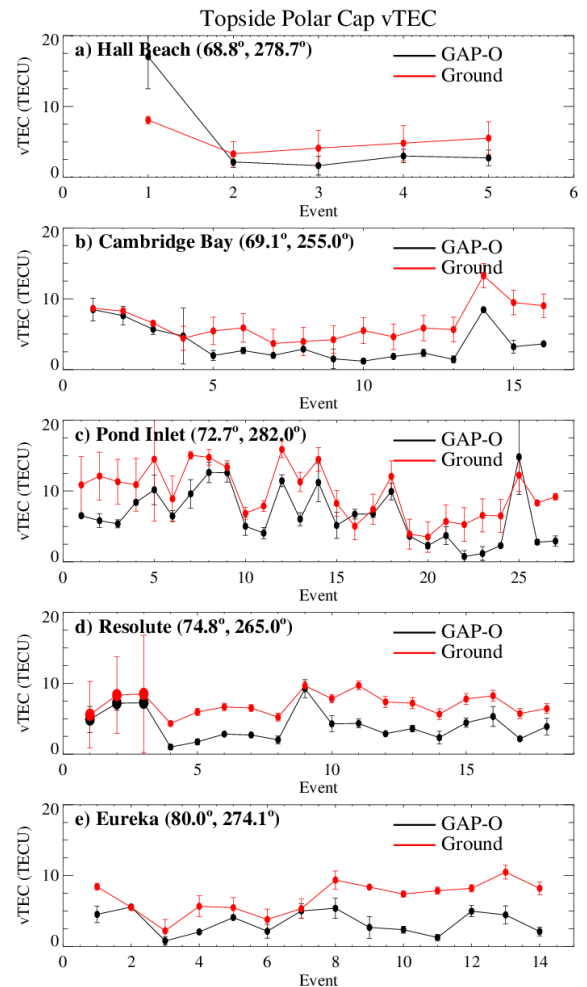 Topside Polar Cap vTEC
a) Hall Beach (68.8°, 278.7°)
GAP-O
Ground
vTEC (TECU)
20
10
0
0 1 2 3 4 5 6
Event
b) Cambridge Bay (69.1°, 255.0°)
GAP-O
Ground
vTEC (TECU)
20
10
0
0 5 10 15
Event
c) Pond Inlet (72.7°, 282.0°)
GAP-O
Ground
vTEC (TECU)
20
10
0
0 5 10 15 20 25
Event
d) Resolute (74.8°, 265.0°)
GAP-O
Ground
vTEC (TECU)
20
10
0
0 5 10 15
Event
e) Eureka (80.0°, 274.1°)
GAP-O
Ground
vTEC (TECU)
20
10
0
0 2 4 6 8 10 12 14
Event